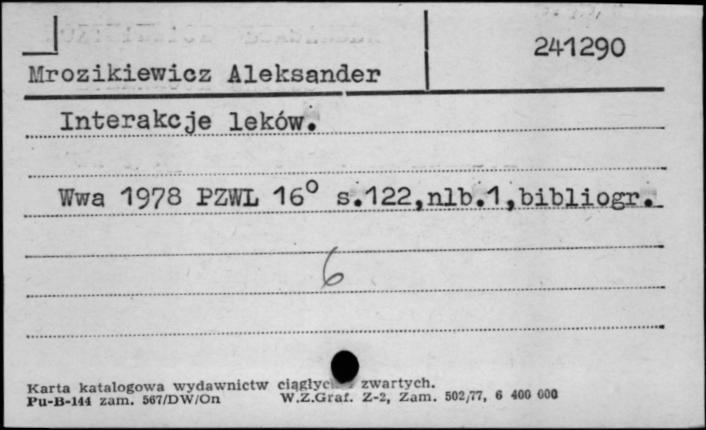 241290
Mrozikiewicz Aleksander
Interakcje leków.
Wwa 1978 PZWL 16° s.122,nlb.1,bibliogr.
6
Karta katalogowa wydawnictw zwartych.
Pu-B-144 zam. 567/DW/On W.Z.Graf. Z-2, Zam. 502/77, 6 400 000